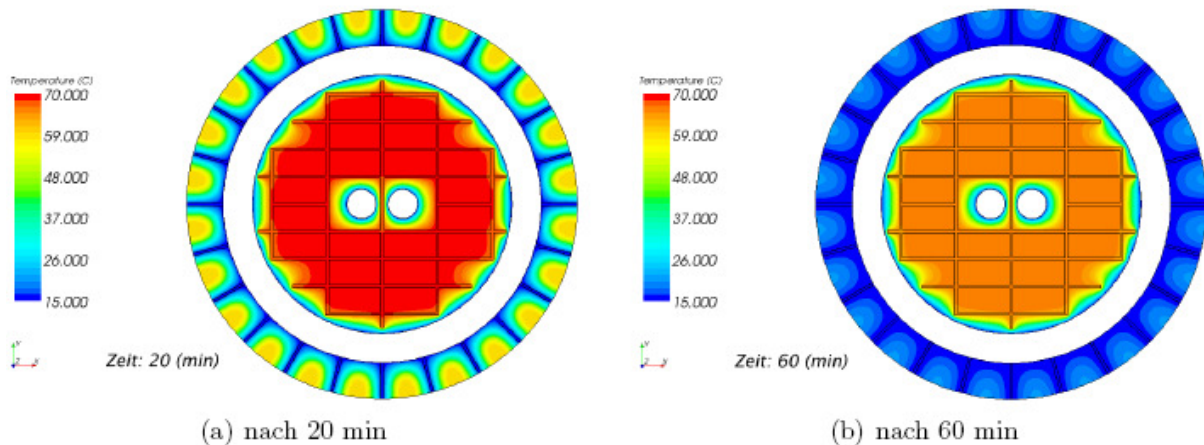 Temperature (C)
70.000
59.000
48.000
37.000
26.000
15.000
Zeit: 20 (min)
(a) nach 20 min
Temperature (C)
70.000
59.000
48.000
37.000
26.000
15.000
Zeit: 60 (min)
(b) nach 60 min